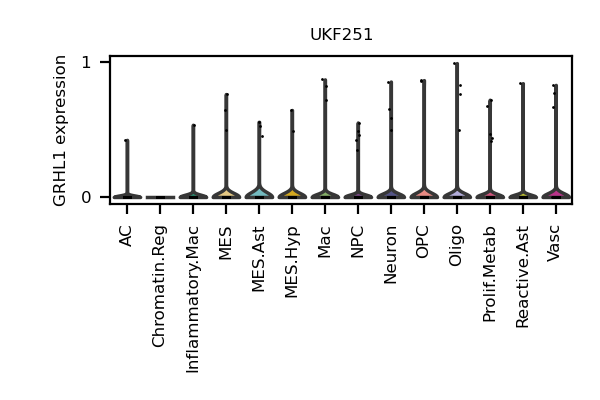 UKF251
GRHL1 expression
1
0
AC
Chromatin.Reg
Inflammatory.Mac
MES
MES.Ast
MES.Hyp
Mac
NPC
Neuron
OPC
Oligo
Prolif.Metab
Reactive.Ast
Vasc